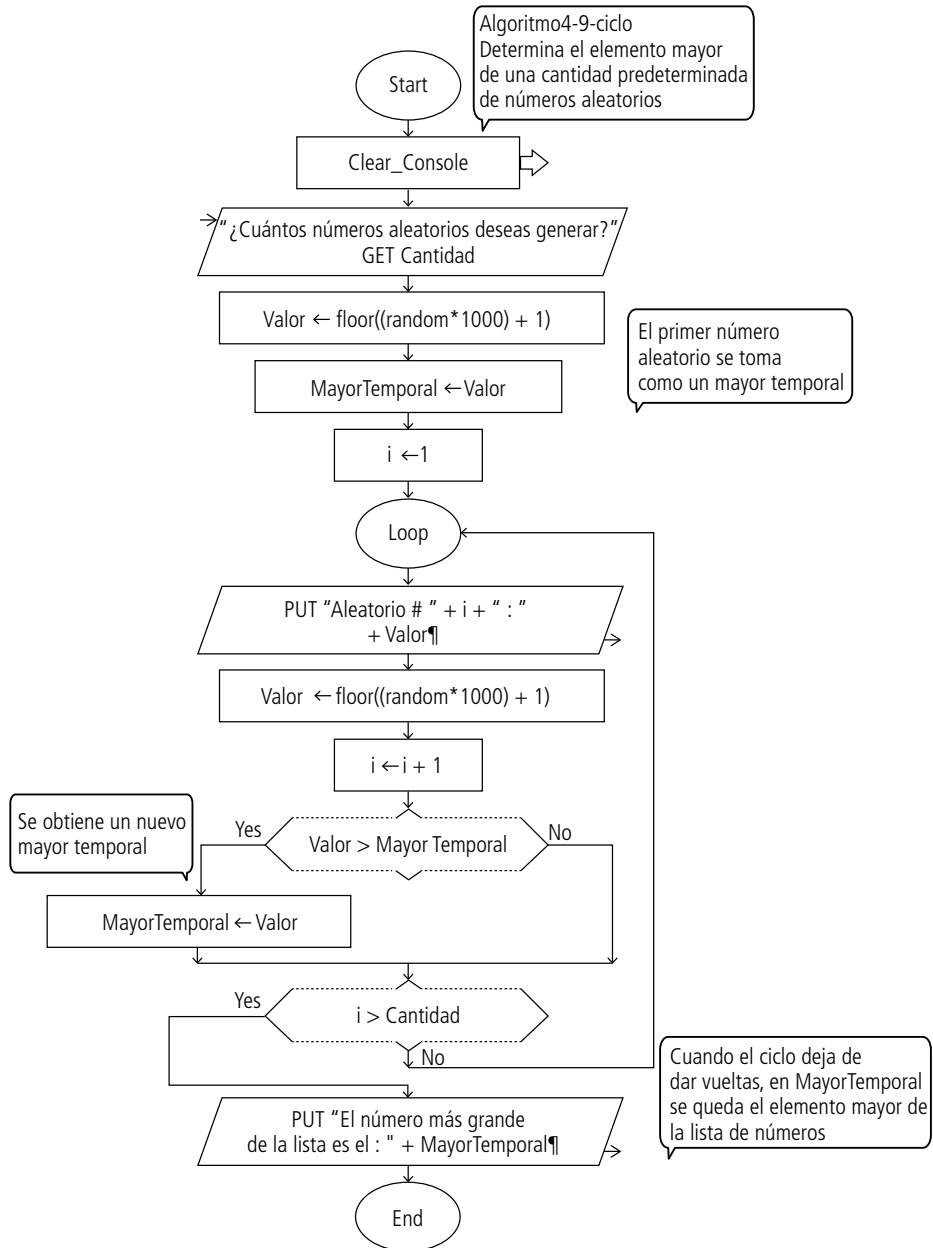 Algoritmo4-9-ciclo
Determina el elemento mayor
de una cantidad predeterminada
de números aleatorios
Start
Clear_Console
"¿Cuántos números aleatorios deseas generar?"
GET Cantidad
Valor ← floor((random*1000) + 1)
El primer número
aleatorio se toma
como un mayor temporal
MayorTemporal ←Valor
i ←1
Loop
PUT "Aleatorio # " + i + " : "
+ Valor¶
Valor ← floor((random*1000) + 1)
i ←i + 1
Se obtiene un nuevo
mayor temporal
Yes
Valor > Mayor Temporal
No
MayorTemporal ← Valor
Yes
i > Cantidad
No
Cuando el ciclo deja de
dar vueltas, en MayorTemporal
se queda el elemento mayor de
la lista de números
PUT "El número más grande
de la lista es el : " + MayorTemporal¶
End